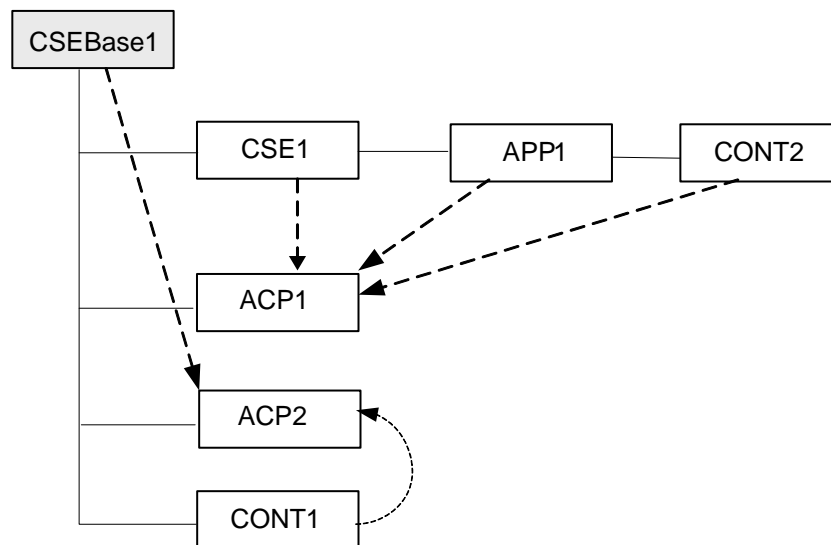 CSEBase1
CSE1
APP1
CONT2
ACP1
ACP2
CONT1